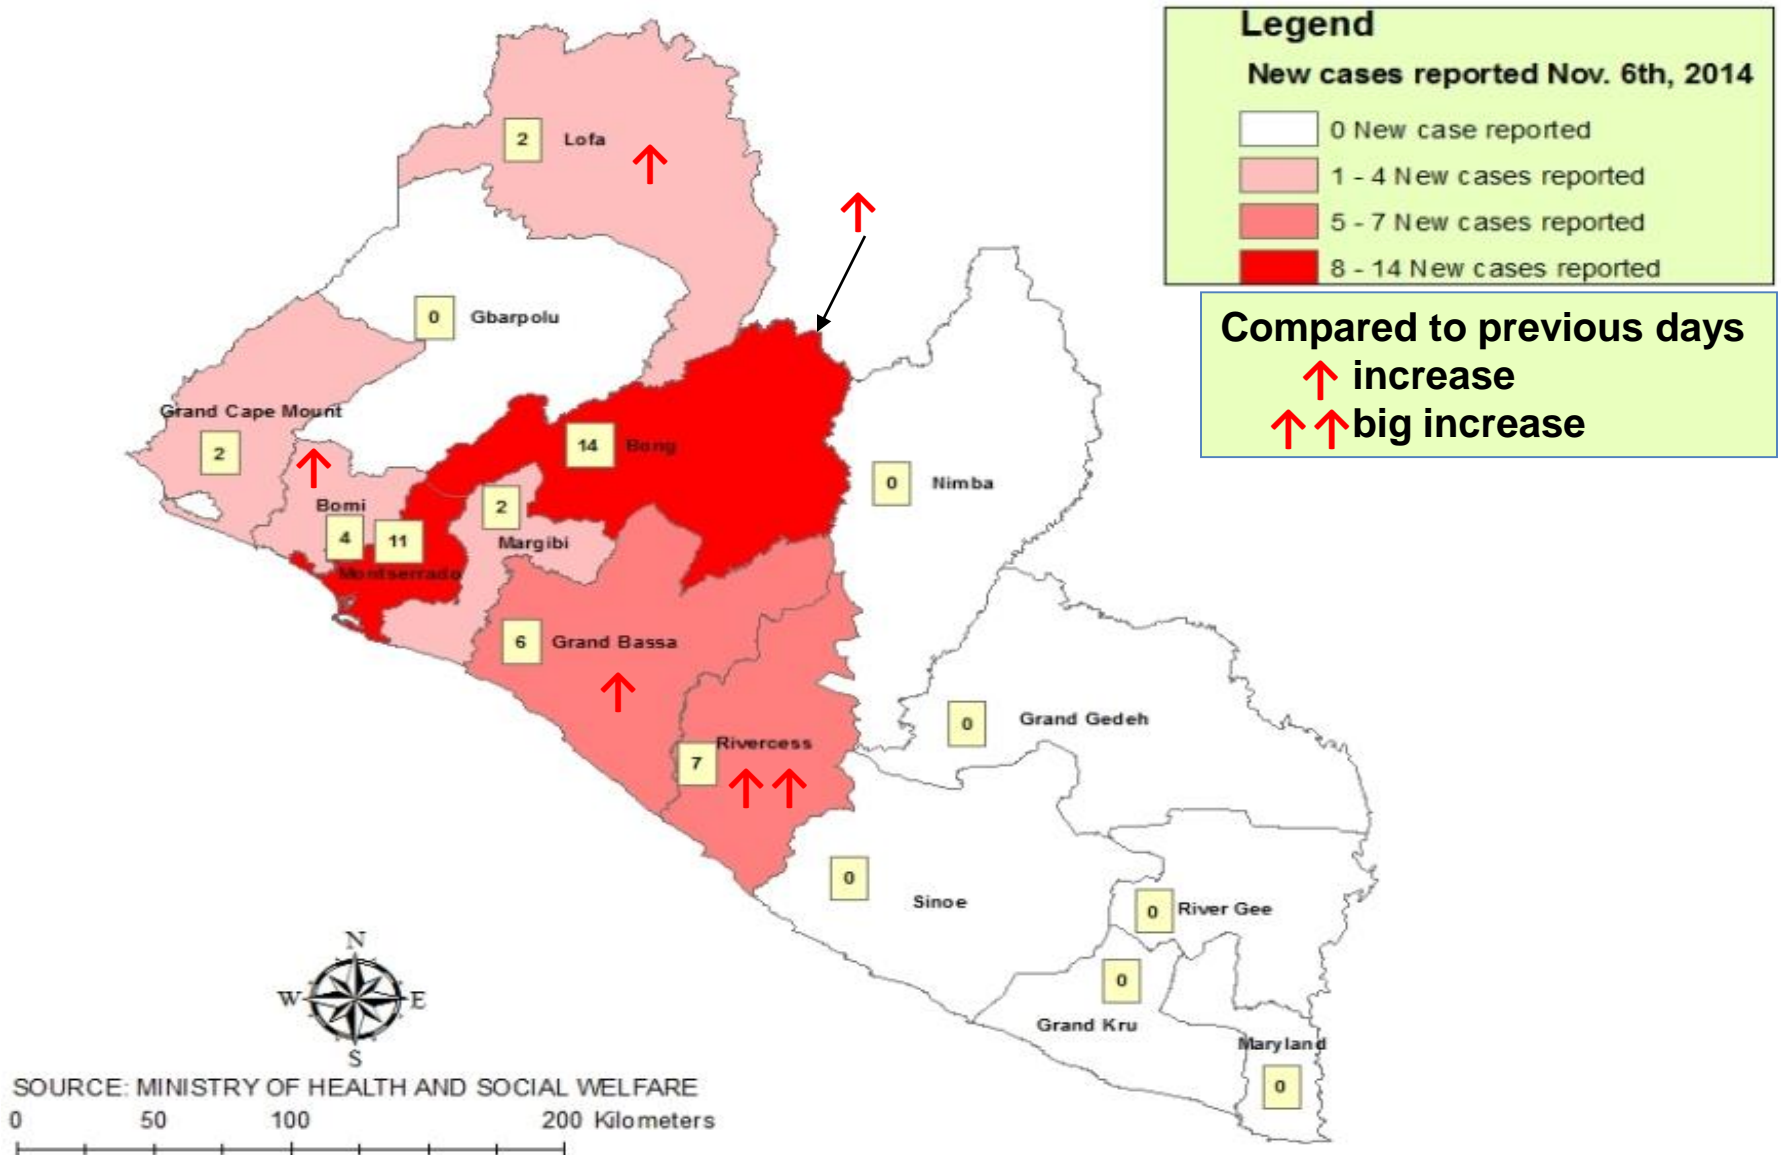 Legend
New cases reported Nov. 6th, 2014
0 New case reported
1 - 4 New cases reported
5 - 7 New cases reported
8 - 14 New cases reported
Compared to previous days
↑ increase
↑↑ big increase
2 Lofa
↑
↑
0 Gbarpolu
Grand Cape Mount
2
↑
14 Bong
0 Nimba
Bomi
4
11
2
Margibi
Montserrado
6 Grand Bassa
↑
0 Grand Gedeh
Rivercess
7
↑↑
0
Sinoe
0 River Gee
0
Grand Kru
Maryland
0
N
W E
S
SOURCE: MINISTRY OF HEALTH AND SOCIAL WELFARE
0 50 100 200 Kilometers